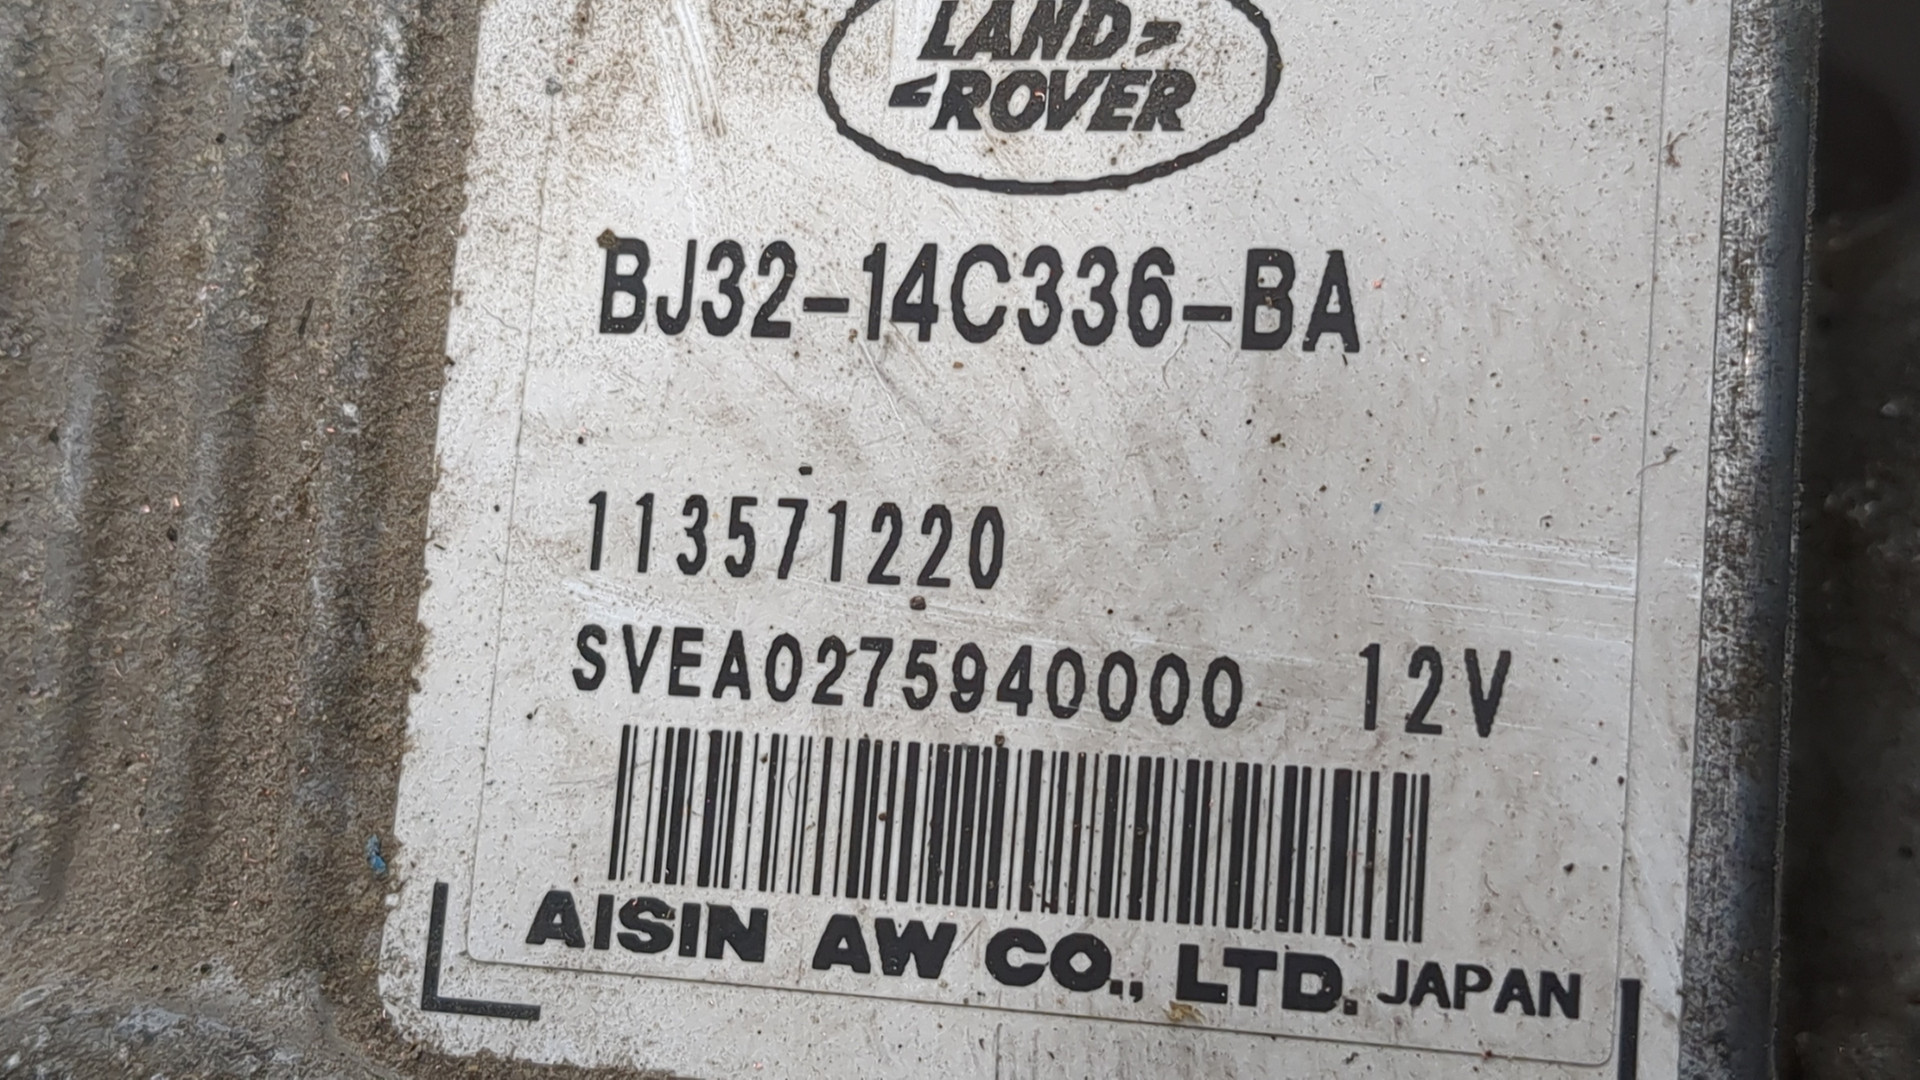 LAND
ROVER
BJ32-14C336-BA
113571220
SVEA0275940000 12V
AISIN AW CO., LTD. JAPAN